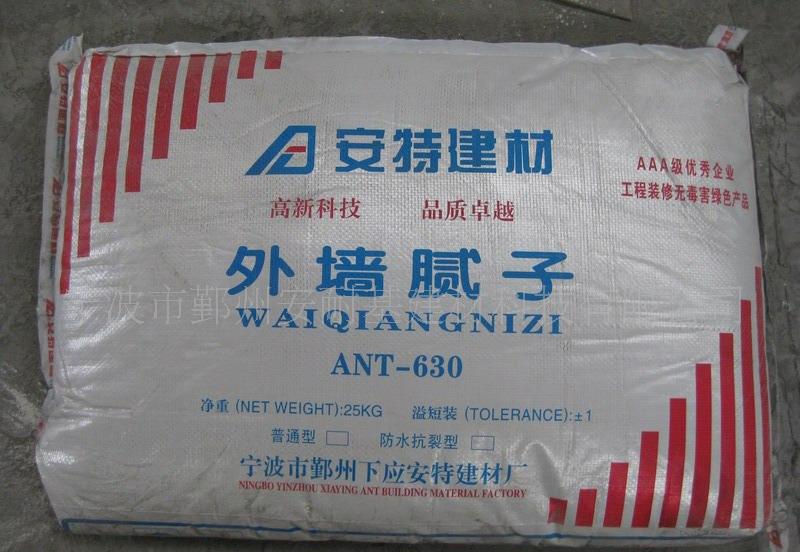 安特建材
AAA级优秀企业
工程装修无毒害绿色产品
高新科技 品质卓越
外墙腻子
WAIQIANGNIZI
ANT-630
净重 (NET WEIGHT):25KG 溢短装 (TOLERANCE):±1
普通型 防水抗裂型
宁波市鄞州下应安特建材厂
NINGBO YINZHOU XIAYING ANT BUILDING MATERIAL FACTORY